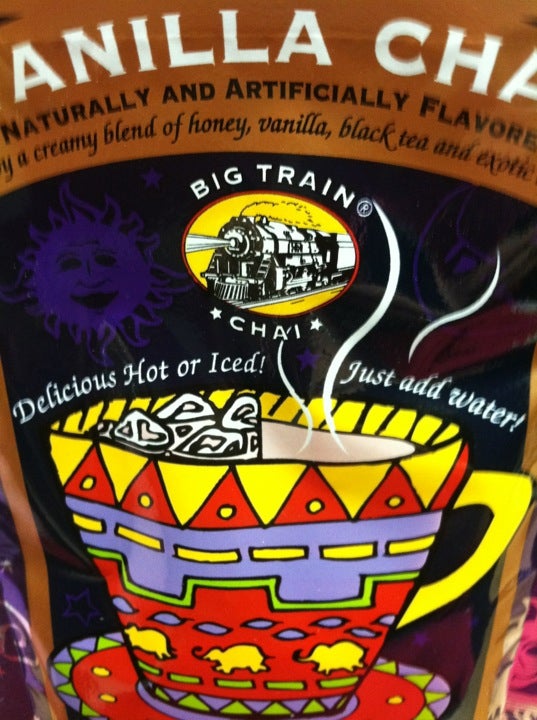 ANILLA CHA
NATURALLY AND ARTIFICIALLY FLAVORE
y a creamy blend of honey, vanilla, black tea and exotic
BIG TRAIN®
CHAI
Delicious Hot or Iced!
Just add water!